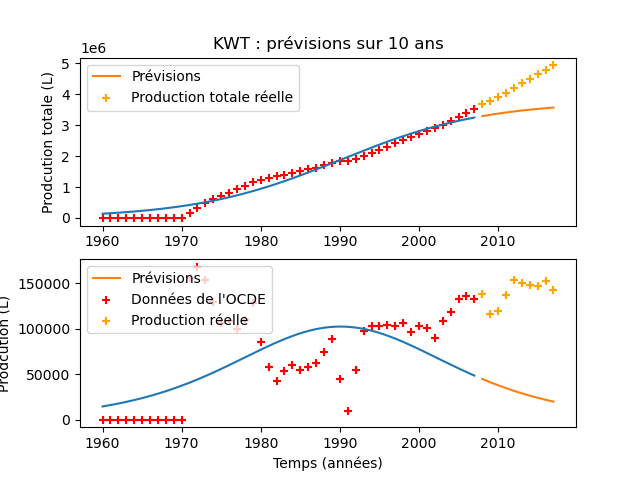 KWT : prévisions sur 10 ans
1e6
Prodcution totale (L)
5
4
3
2
1
0
Prévisions
Production totale réelle
1960 1970 1980 1990 2000 2010
Prodcution (L)
150000
100000
50000
0
Prévisions
Données de l'OCDE
Production réelle
1960 1970 1980 1990 2000 2010
Temps (années)